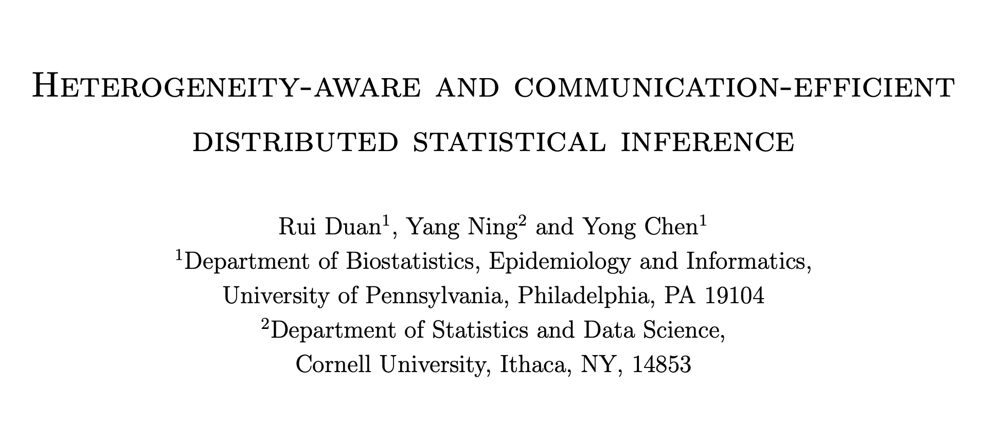 Heterogeneity-aware and communication-efficient
distributed statistical inference
Rui Duan¹, Yang Ning² and Yong Chen¹
¹Department of Biostatistics, Epidemiology and Informatics,
University of Pennsylvania, Philadelphia, PA 19104
²Department of Statistics and Data Science,
Cornell University, Ithaca, NY, 14853